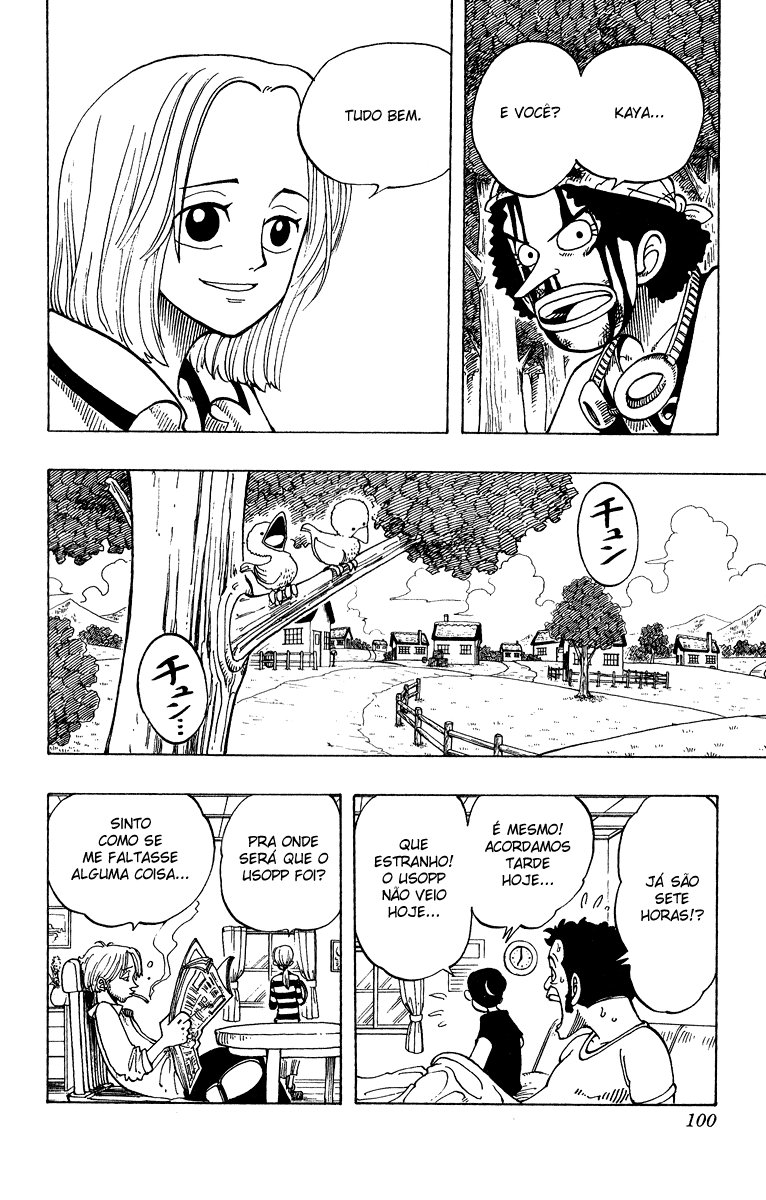 KAYA...
E VOCÊ?
TUDO BEM.
チュン
チュン...
JÁ SÃO
SETE
HORAS!?
É MESMO!
ACORDAMOS
TARDE
HOJE...
QUE
ESTRANHO!
O USOPP
NÃO VEIO
HOJE...
PRA ONDE
SERÁ QUE O
USOPP FOI?
SINTO
COMO SE
ME FALTASSE
ALGUMA COISA...
100